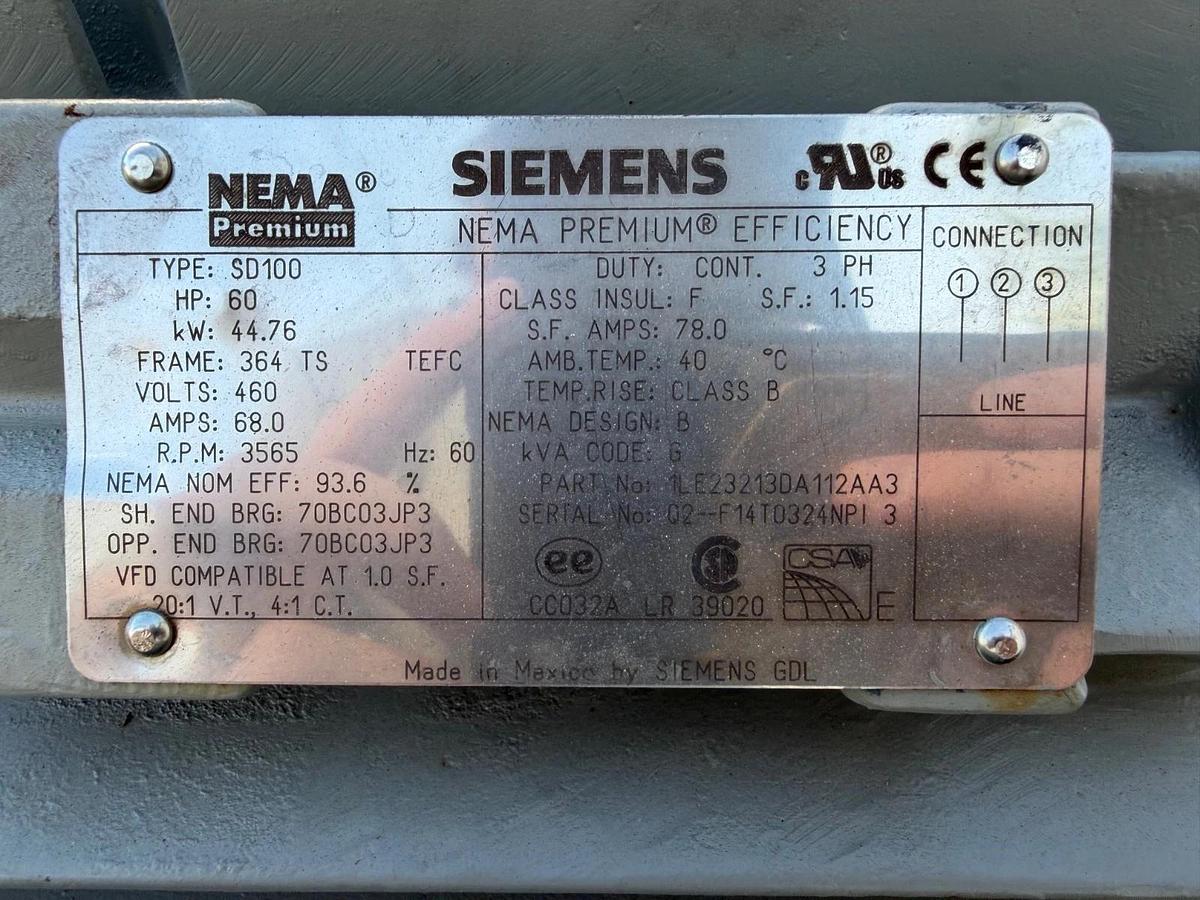 NEMA®
Premium
SIEMENS
c RU® US CE
NEMA PREMIUM® EFFICIENCY
TYPE: SD100
HP: 60
kW: 44.76
FRAME: 364 TS TEFC
VOLTS: 460
AMPS: 68.0
R.P.M: 3565 Hz: 60
NEMA NOM EFF: 93.6 %
SH. END BRG: 70BC03JP3
OPP. END BRG: 70BC03JP3
VFD COMPATIBLE AT 1.0 S.F.
20:1 V.T., 4:1 C.T.
DUTY: CONT. 3 PH
CLASS INSUL: F S.F.: 1.15
S.F. AMPS: 78.0
AMB.TEMP.: 40 °C
TEMP.RISE: CLASS B
NEMA DESIGN: B
kVA CODE: G
PART No: 1LE23213DA112AA3
SERIAL No: Q2--F14T0324NPI 3
ee
CSA
CC032A LR 39020 E
CONNECTION
① ② ③
LINE
Made in Mexico by SIEMENS GDL